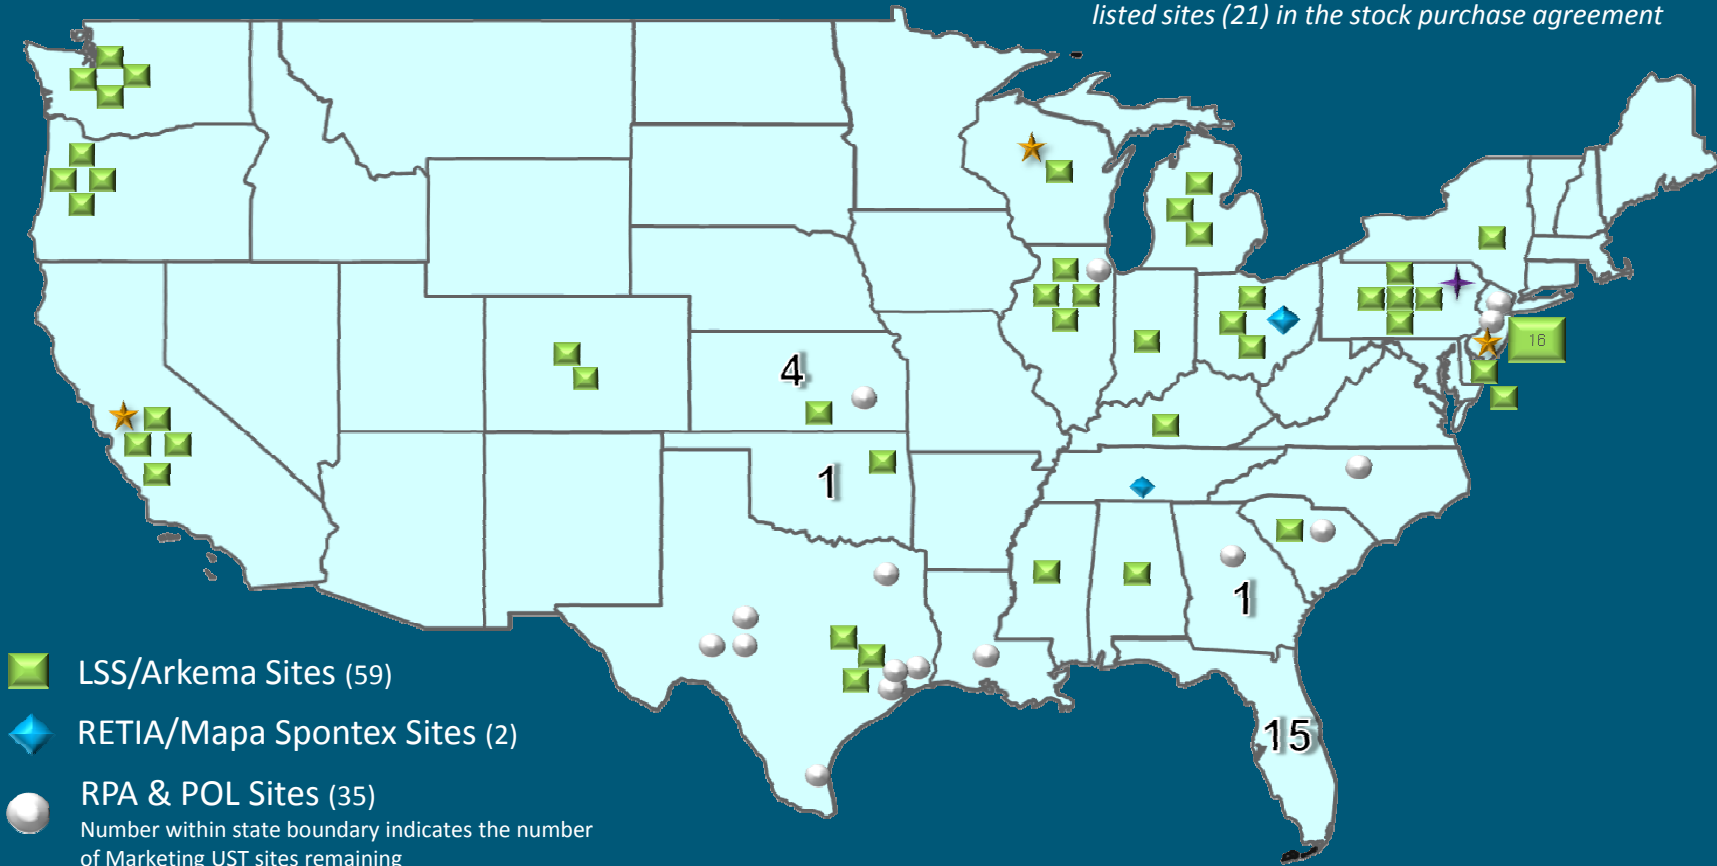 listed sites (21) in the stock purchase agreement
16
4
1
1
15
LSS/Arkema Sites (59)
RETIA/Mapa Spontex Sites (2)
RPA & POL Sites (35)
Number within state boundary indicates the number
of Marketing UST sites remaining